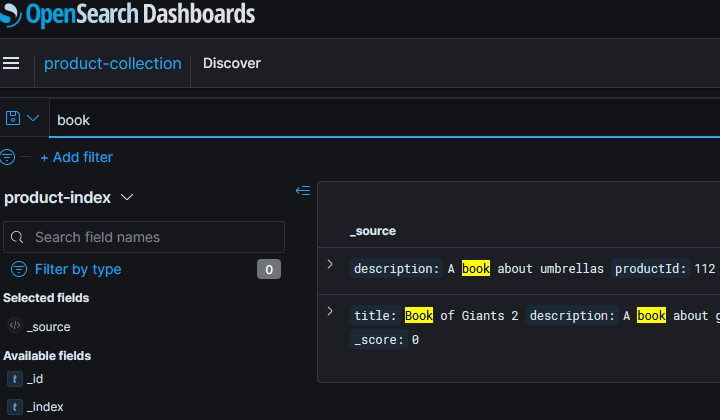 OpenSearch Dashboards
product-collection Discover
book
+ Add filter
product-index
Search field names
Filter by type 0
Selected fields
_source
Available fields
t _id
t _index
_source
description: A book about umbrellas productId: 112
title: Book of Giants 2 description: A book about
_score: 0